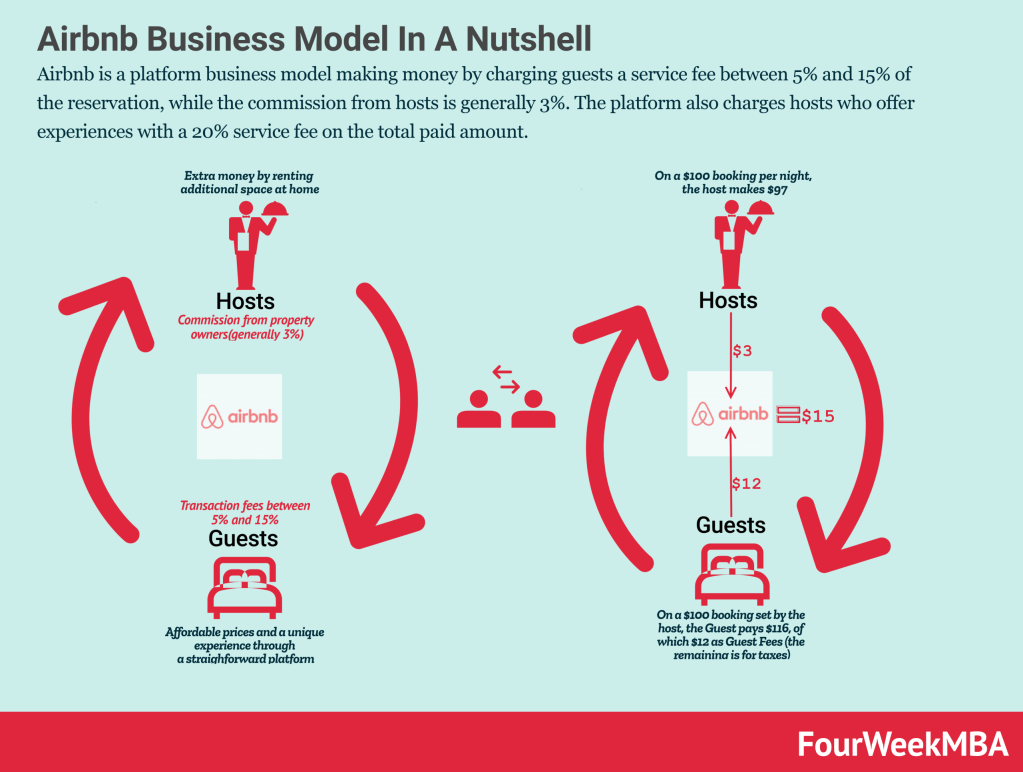 Airbnb Business Model In A Nutshell
Airbnb is a platform business model making money by charging guests a service fee between 5% and 15% of
the reservation, while the commission from hosts is generally 3%. The platform also charges hosts who offer
experiences with a 20% service fee on the total paid amount.
Extra money by renting
additional space at home
Hosts
Commission from property
owners(generally 3%)
airbnb
Transaction fees between
5% and 15%
Guests
Affordable prices and a unique
experience through
a straighforward platform
On a $100 booking per night,
the host makes $97
Hosts
$3
airbnb
$15
$12
Guests
On a $100 booking set by the
host, the Guest pays $116, of
which $12 as Guest Fees (the
remaining is for taxes)
FourWeekMBA